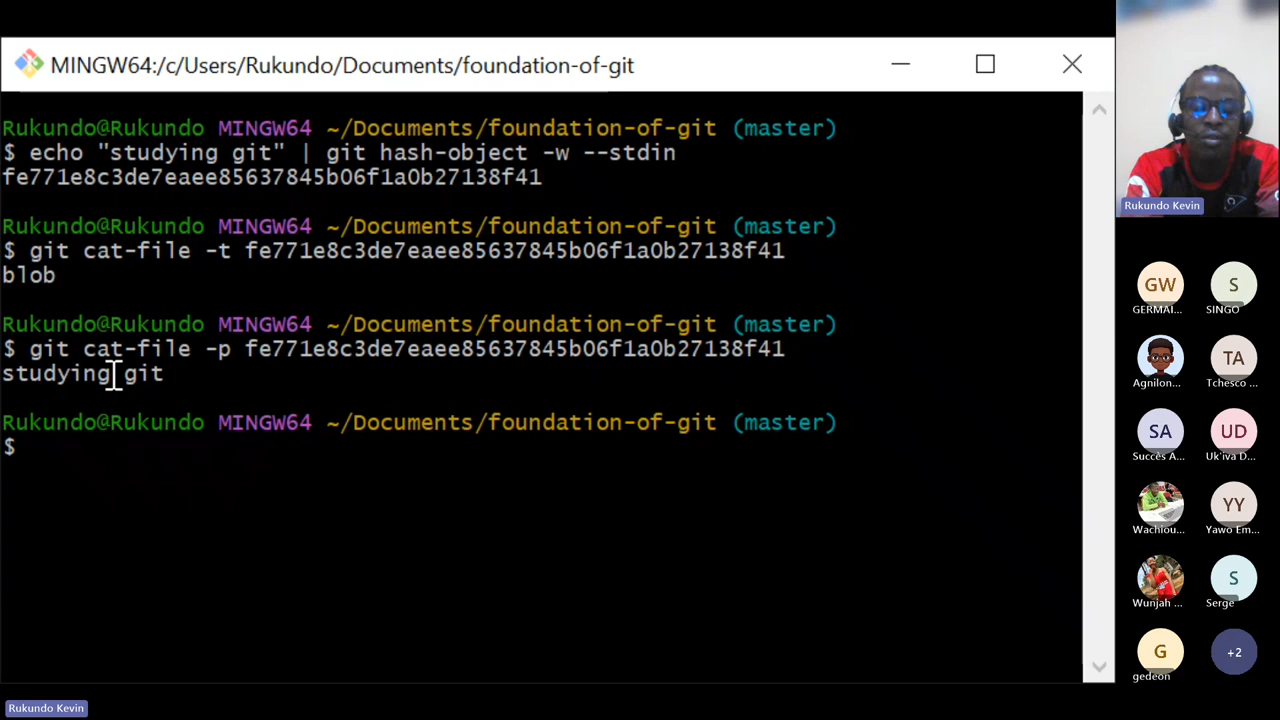 MINGW64:/c/Users/Rukundo/Documents/foundation-of-git
Rukundo@Rukundo MINGW64 ~/Documents/foundation-of-git (master)
$ echo "studying git" | git hash-object -w --stdin
fe771e8c3de7eaee85637845b06f1a0b27138f41
Rukundo@Rukundo MINGW64 ~/Documents/foundation-of-git (master)
$ git cat-file -t fe771e8c3de7eaee85637845b06f1a0b27138f41
blob
Rukundo@Rukundo MINGW64 ~/Documents/foundation-of-git (master)
$ git cat-file -p fe771e8c3de7eaee85637845b06f1a0b27138f41
studying git
Rukundo@Rukundo MINGW64 ~/Documents/foundation-of-git (master)
$
Rukundo Kevin
GW
S
GERMAI...
SINGO
TA
Agnilon...
Tchesco ...
SA
UD
Succès A...
Uk'iva D...
YY
Wachiou...
Yawo Em...
S
Wunjah ...
Serge
G
+2
gedeon
Rukundo Kevin